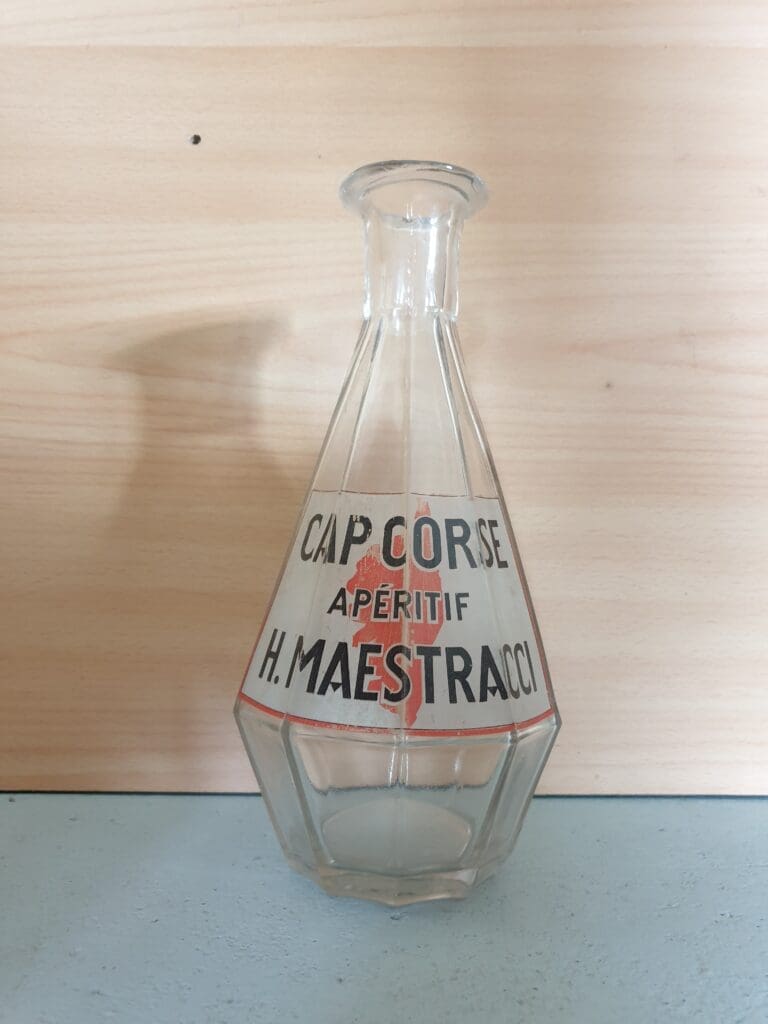 CAP CORSE
APÉRITIF
H. MAESTRACCI